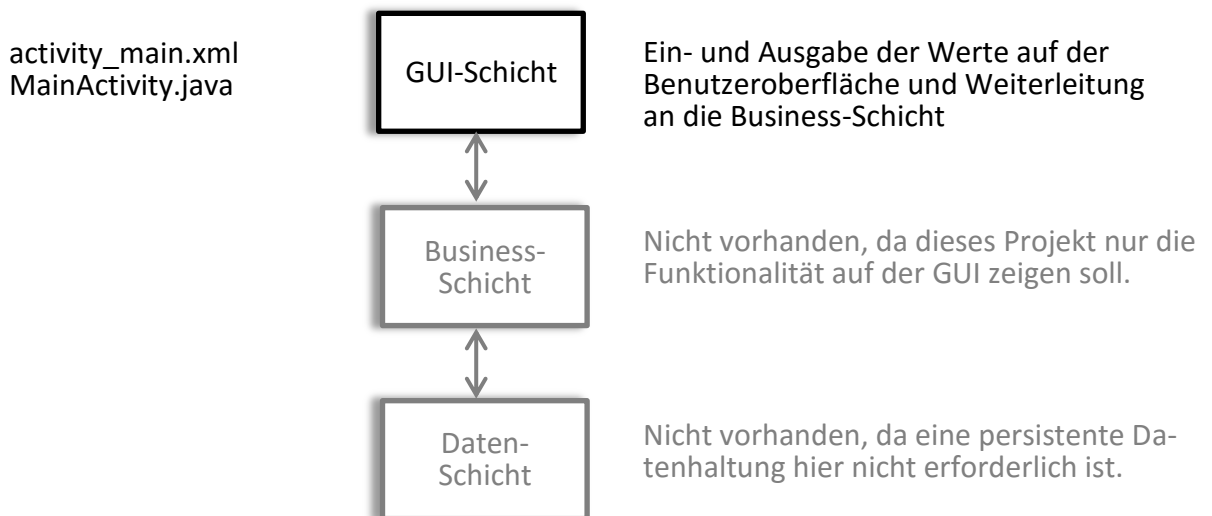 activity_main.xml
MainActivity.java
GUI-Schicht
Ein- und Ausgabe der Werte auf der
Benutzeroberfläche und Weiterleitung
an die Business-Schicht
Business-
Schicht
Nicht vorhanden, da dieses Projekt nur die
Funktionalität auf der GUI zeigen soll.
Daten-
Schicht
Nicht vorhanden, da eine persistente Da-
tenhaltung hier nicht erforderlich ist.